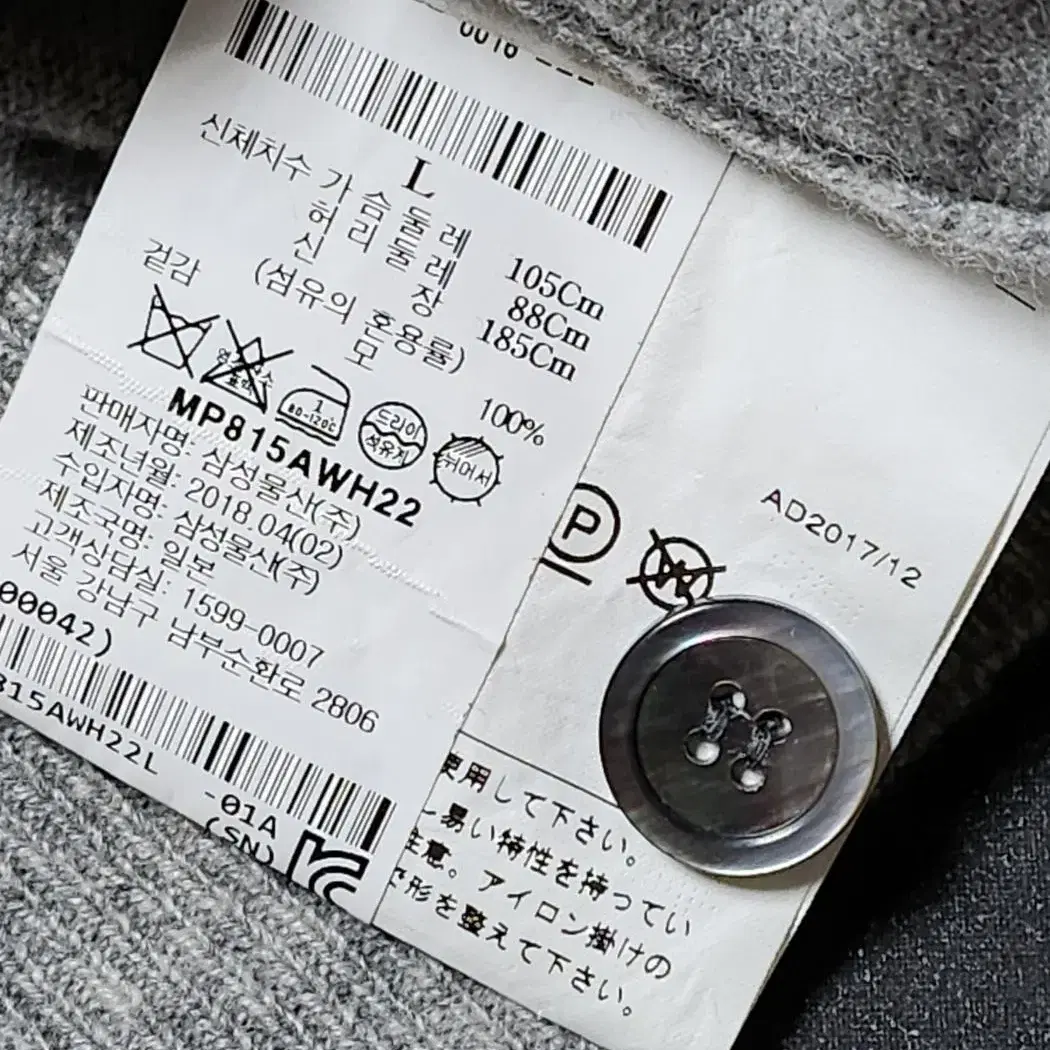 0016
L
신체치수 가슴둘레 105Cm
허리둘레 88Cm
신장 185Cm
(섬유의 혼용률)
겉감 모 100%
1
80-120℃
드라이
석유계
뉘어서
MP815AWH22
판매자명: 삼성물산(주)
제조년월: 2018.04(02)
수입자명: 삼성물산(주)
제조국명: 일본
고객상담실: 1599-0007
서울 강남구 남부순환로 2806
00042)
815AWH22L
-01A
(SN)
P
AD2017/12
使用して下さい。
易い特性を持ってい
注意。アイロン掛けの
形を整えて下さい。